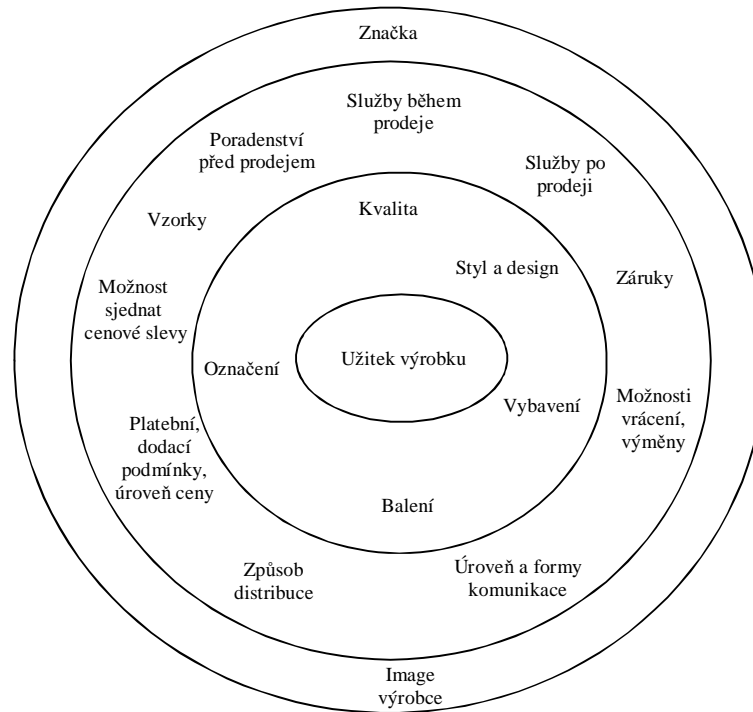 Značka
Služby během
prodeje
Poradenství
před prodejem
Služby po
prodeji
Vzorky
Kvalita
Styl a design
Záruky
Možnost
sjednat
cenové slevy
Označení
Užitek výrobku
Vybavení
Možnosti
vrácení,
výměny
Platební,
dodací
podmínky,
úroveň ceny
Balení
Způsob
distribuce
Úroveň a formy
komunikace
Image
výrobce